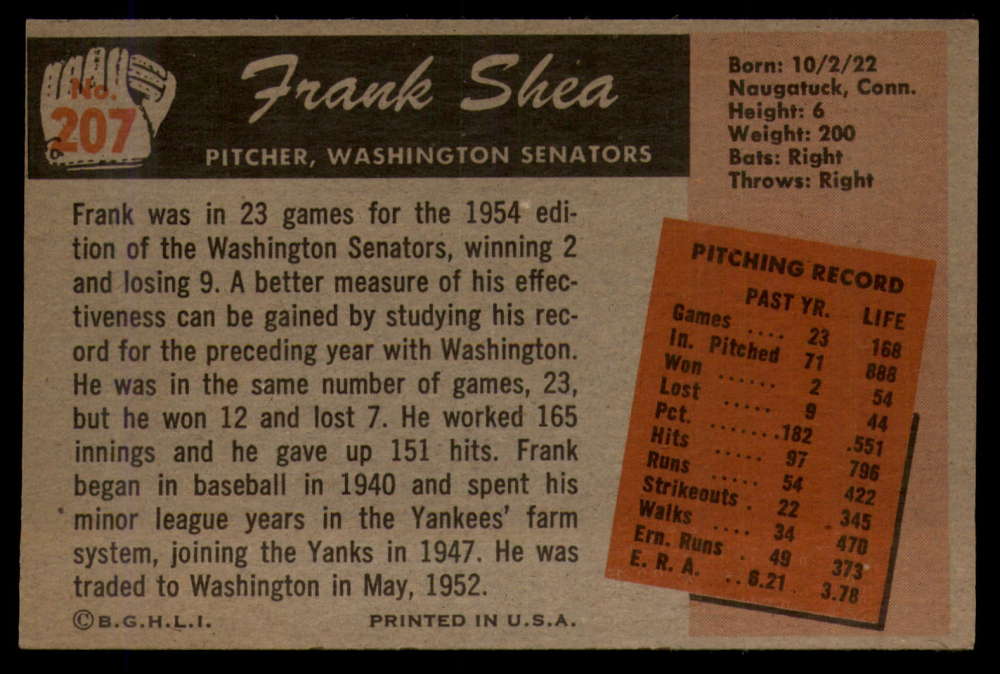 No.
207
Frank Shea
PITCHER, WASHINGTON SENATORS
Born: 10/2/22
Naugatuck, Conn.
Height: 6
Weight: 200
Bats: Right
Throws: Right
Frank was in 23 games for the 1954 edi-
tion of the Washington Senators, winning 2
and losing 9. A better measure of his effec-
tiveness can be gained by studying his rec-
ord for the preceding year with Washington.
He was in the same number of games, 23,
but he won 12 and lost 7. He worked 165
innings and he gave up 151 hits. Frank
began in baseball in 1940 and spent his
minor league years in the Yankees' farm
system, joining the Yanks in 1947. He was
traded to Washington in May, 1952.
©B.G.H.L.I. PRINTED IN U.S.A.
PITCHING RECORD
PAST YR. LIFE
Games .... 23 168
In. Pitched 71 888
Won ...... 2 54
Lost ..... 9 44
Pct. .......182 .551
Hits ..... 97 796
Runs ..... 54 422
Strikeouts . 22 345
Walks .... 34 470
Ern. Runs . 49 373
E. R. A. ..6.21 3.78